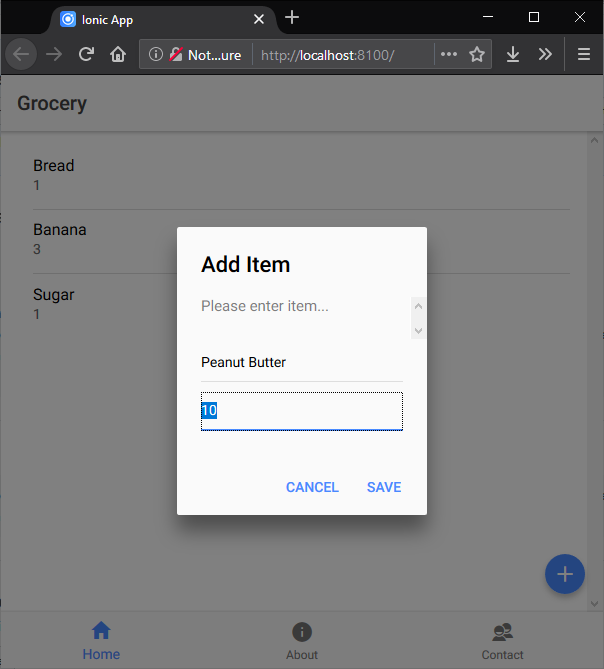 Ionic App
Not...ure http://localhost:8100/
Grocery
Bread
1
Banana
3
Sugar
1
Add Item
Please enter item...
Peanut Butter
10
CANCEL SAVE
Home About Contact